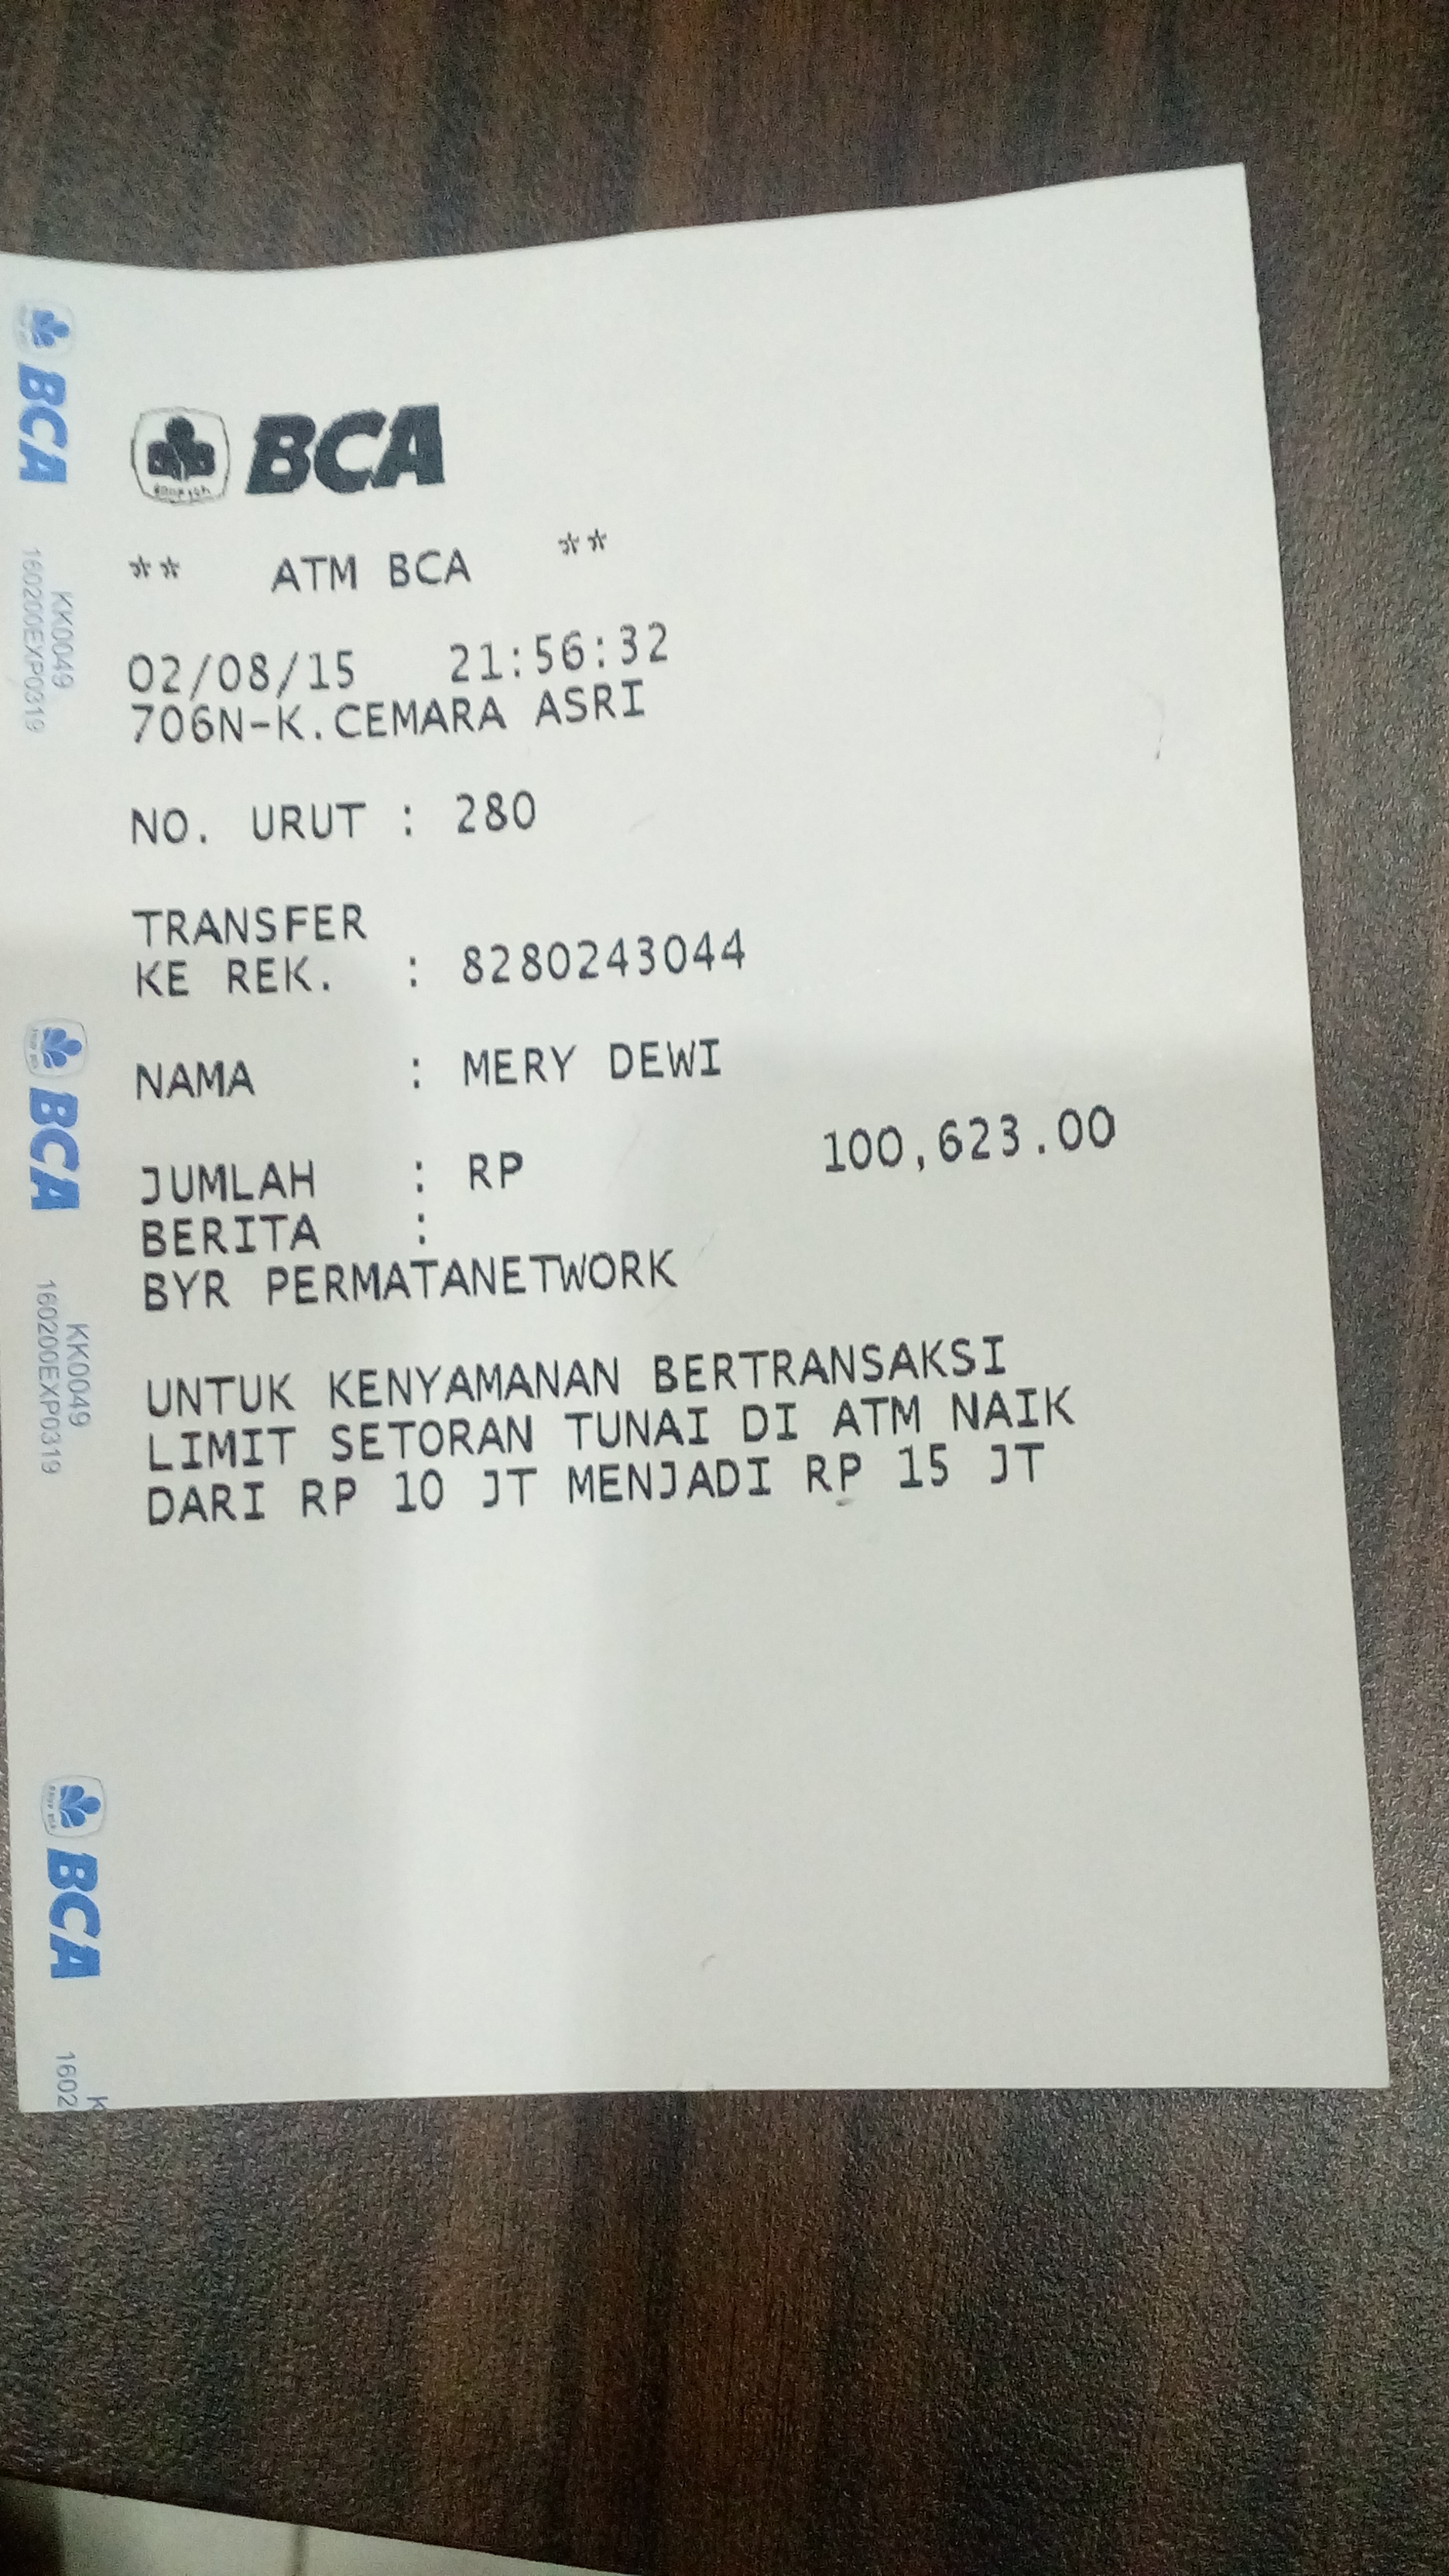 BCA
** ATM BCA **
02/08/15 21:56:32
706N-K.CEMARA ASRI
NO. URUT : 280
TRANSFER
KE REK. : 8280243044
NAMA : MERY DEWI
JUMLAH : RP 100,623.00
BERITA :
BYR PERMATANETWORK
UNTUK KENYAMANAN BERTRANSAKSI
LIMIT SETORAN TUNAI DI ATM NAIK
DARI RP 10 JT MENJADI RP 15 JT
BCA
KK0049
160200EXP0319
BCA
KK0049
160200EXP0319
BCA
K
1602